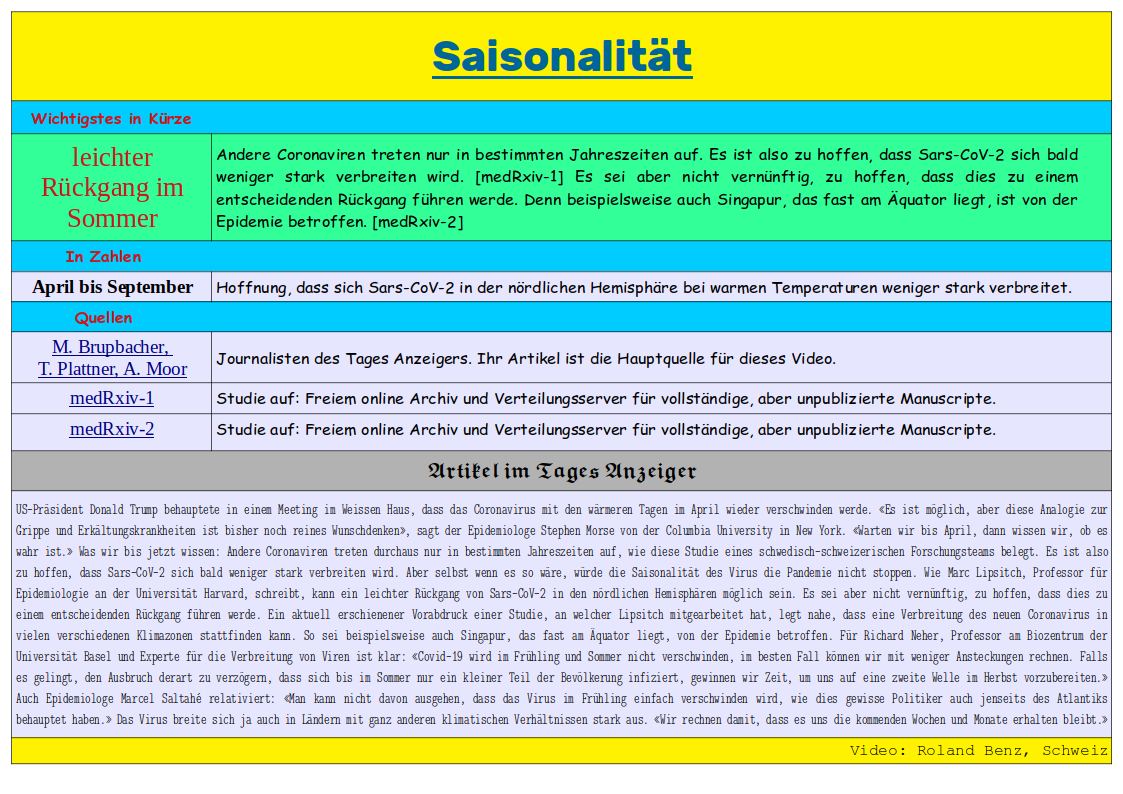 Saisonalität
Wichtigstes in Kürze
leichter
Rückgang im
Sommer
Andere Coronaviren treten nur in bestimmten Jahreszeiten auf. Es ist also zu hoffen, dass Sars-CoV-2 sich bald
weniger stark verbreiten wird. [medRxiv-1] Es sei aber nicht vernünftig, zu hoffen, dass dies zu einem
entscheidenden Rückgang führen werde. Denn beispielsweise auch Singapur, das fast am Äquator liegt, ist von der
Epidemie betroffen. [medRxiv-2]
In Zahlen
April bis September
Hoffnung, dass sich Sars-CoV-2 in der nördlichen Hemisphäre bei warmen Temperaturen weniger stark verbreitet.
Quellen
M. Brupbacher,
T. Plattner, A. Moor
Journalisten des Tages Anzeigers. Ihr Artikel ist die Hauptquelle für dieses Video.
medRxiv-1
Studie auf: Freiem online Archiv und Verteilungsserver für vollständige, aber unpublizierte Manuscripte.
medRxiv-2
Studie auf: Freiem online Archiv und Verteilungsserver für vollständige, aber unpublizierte Manuscripte.
Artikel im Tages Anzeiger
US-Präsident Donald Trump behauptete in einem Meeting im Weissen Haus, dass das Coronavirus mit den wärmeren Tagen im April wieder verschwinden werde. «Es ist möglich, aber diese Analogie zur
Grippe und Erkältungskrankheiten ist bisher noch reines Wunschdenken», sagt der Epidemiologe Stephen Morse von der Columbia University in New York. «Warten wir bis April, dann wissen wir, ob es
wahr ist.» Was wir bis jetzt wissen: Andere Coronaviren treten durchaus nur in bestimmten Jahreszeiten auf, wie diese Studie eines schwedisch-schweizerischen Forschungsteams belegt. Es ist also
zu hoffen, dass Sars-CoV-2 sich bald weniger stark verbreiten wird. Aber selbst wenn es so wäre, würde die Saisonalität des Virus die Pandemie nicht stoppen. Wie Marc Lipsitch, Professor für
Epidemiologie an der Universität Harvard, schreibt, kann ein leichter Rückgang von Sars-CoV-2 in den nördlichen Hemisphären möglich sein. Es sei aber nicht vernünftig, zu hoffen, dass dies zu
einem entscheidenden Rückgang führen werde. Ein aktuell erschienener Vorabdruck einer Studie, an welcher Lipsitch mitgearbeitet hat, legt nahe, dass eine Verbreitung des neuen Coronavirus in
vielen verschiedenen Klimazonen stattfinden kann. So sei beispielsweise auch Singapur, das fast am Äquator liegt, von der Epidemie betroffen. Für Richard Neher, Professor am Biozentrum der
Universität Basel und Experte für die Verbreitung von Viren ist klar: «Covid-19 wird im Frühling und Sommer nicht verschwinden, im besten Fall können wir mit weniger Ansteckungen rechnen. Falls
es gelingt, den Ausbruch derart zu verzögern, dass sich bis im Sommer nur ein kleiner Teil der Bevölkerung infiziert, gewinnen wir Zeit, um uns auf eine zweite Welle im Herbst vorzubereiten.»
Auch Epidemiologe Marcel Saltahé relativiert: «Man kann nicht davon ausgehen, dass das Virus im Frühling einfach verschwinden wird, wie dies gewisse Politiker auch jenseits des Atlantiks
behauptet haben.» Das Virus breite sich ja auch in Ländern mit ganz anderen klimatischen Verhältnissen stark aus. «Wir rechnen damit, dass es uns die kommenden Wochen und Monate erhalten bleibt.»
Video: Roland Benz, Schweiz